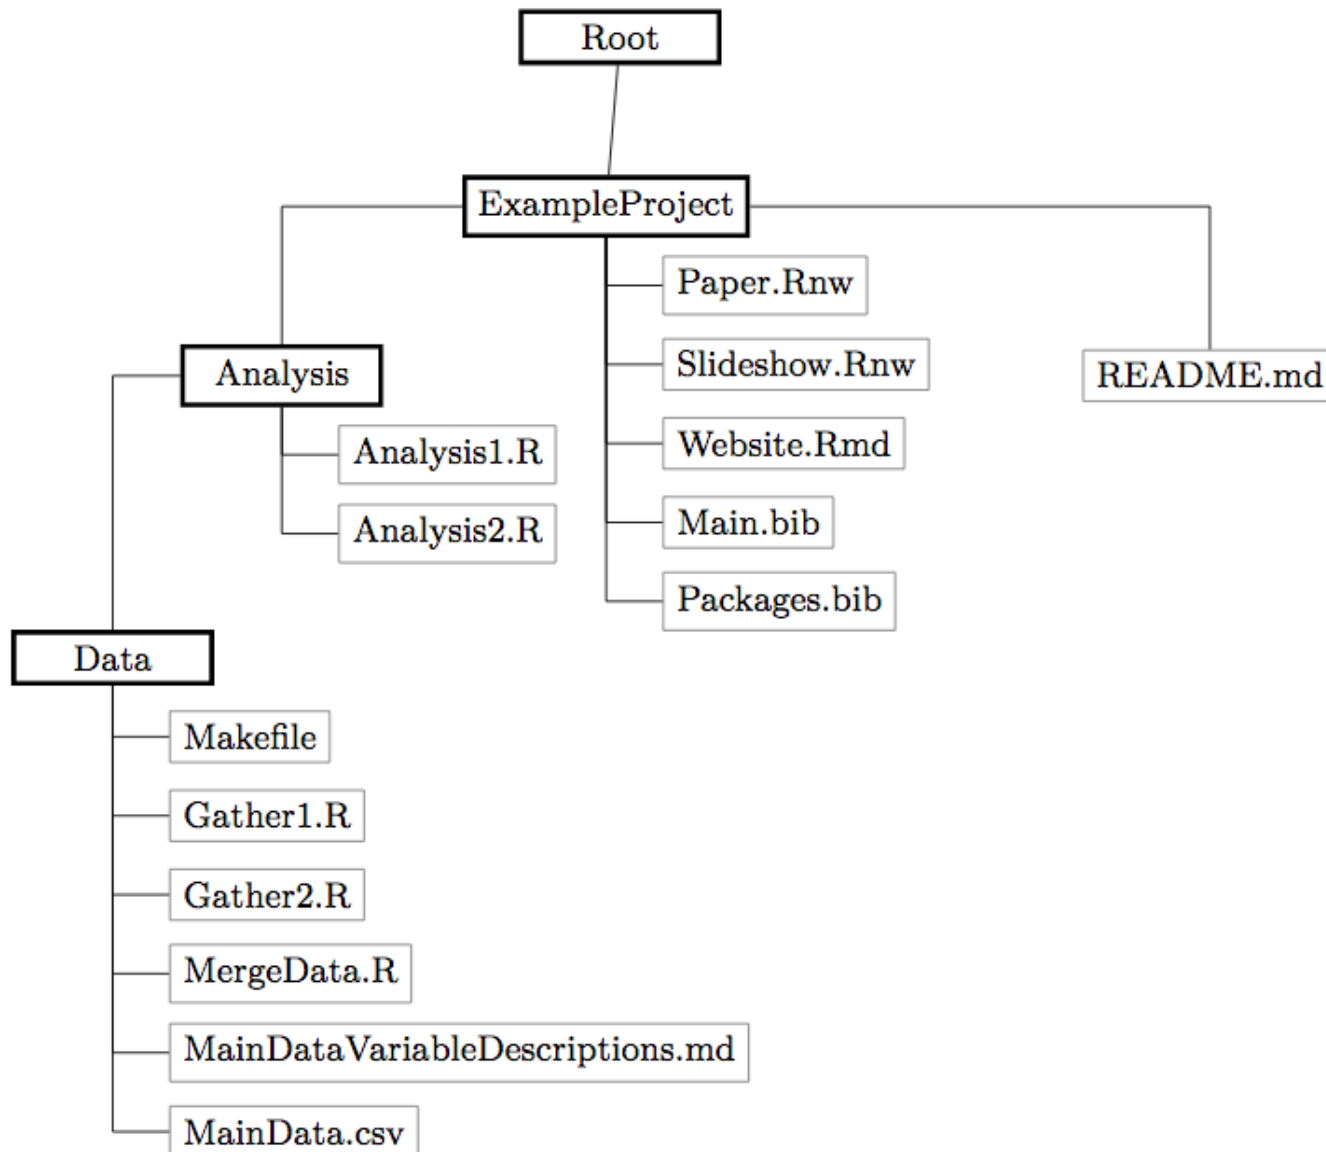 Root
ExampleProject
Paper.Rnw
Slideshow.Rnw
README.md
Analysis
Website.Rmd
Analysis1.R
Main.bib
Analysis2.R
Packages.bib
Data
Makefile
Gather1.R
Gather2.R
MergeData.R
MainDataVariableDescriptions.md
MainData.csv